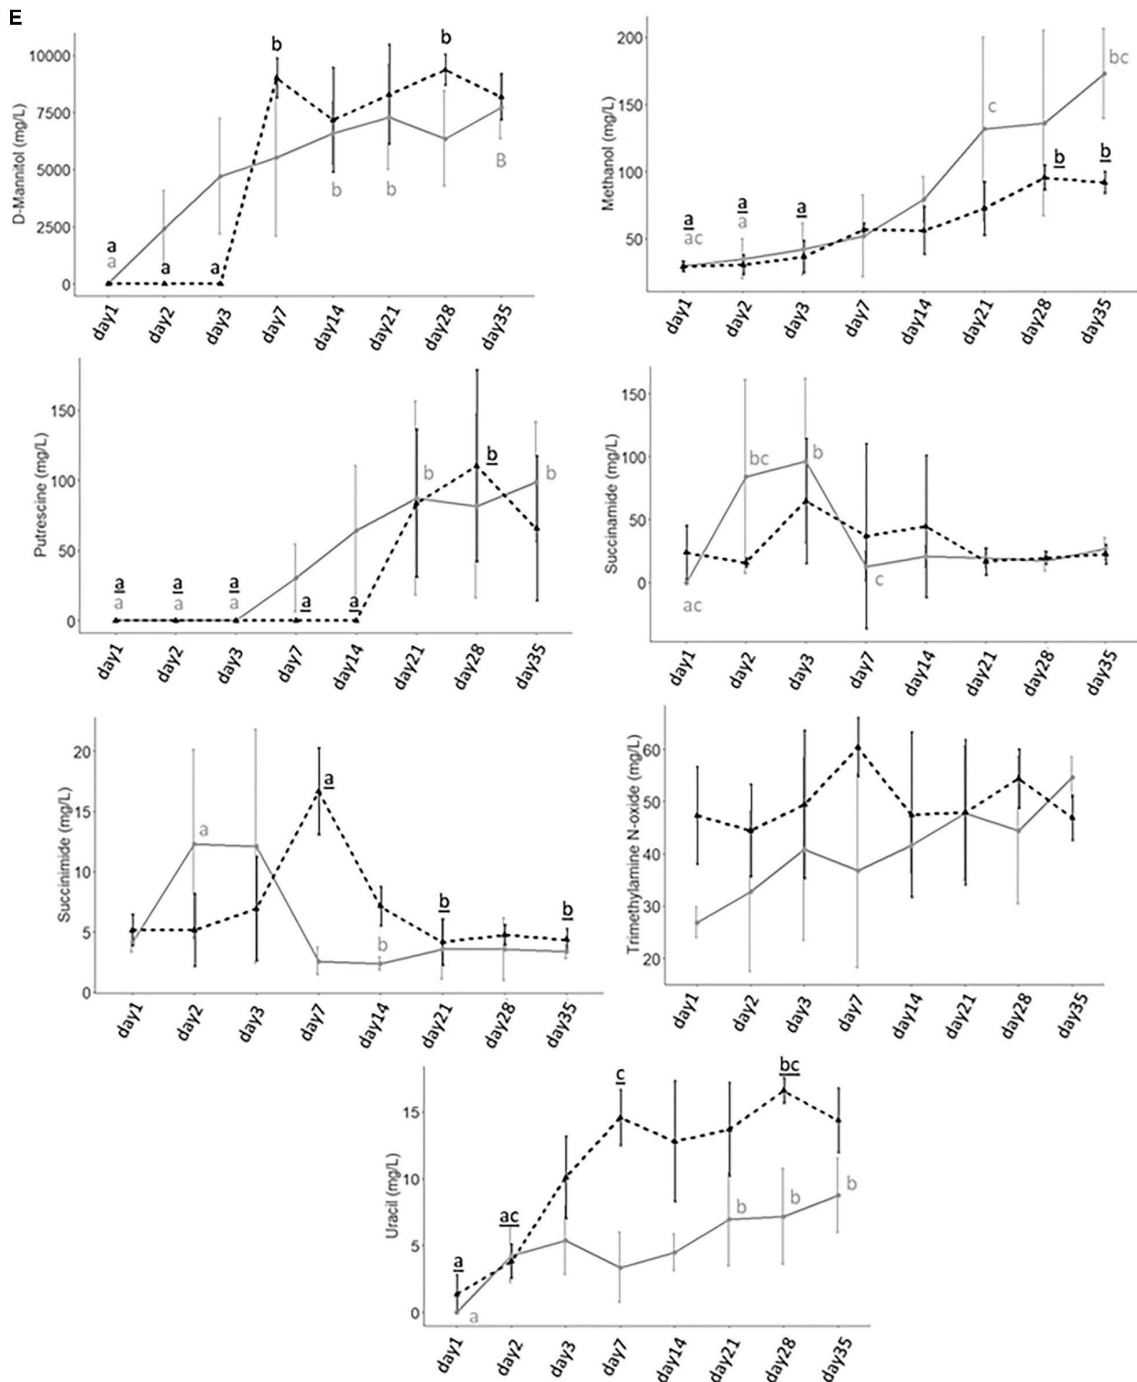 E
D-Mannitol (mg/L)
10000
7500
5000
2500
0
b
b
b
b
B
a
a
a
a
day1 day2 day3 day7 day14 day21 day28 day35
Methanol (mg/L)
200
150
100
50
bc
c
b
b
a
a
a
ac
a
day1 day2 day3 day7 day14 day21 day28 day35
Putrescine (mg/L)
150
100
50
0
b
b
b
a
a
a
a
a
a
a
a
day1 day2 day3 day7 day14 day21 day28 day35
Succinamide (mg/L)
150
100
50
0
bc
b
c
ac
day1 day2 day3 day7 day14 day21 day28 day35
Succinimide (mg/L)
20
15
10
5
0
a
a
b
b
b
day1 day2 day3 day7 day14 day21 day28 day35
Trimethylamine N-oxide (mg/L)
60
50
40
30
20
day1 day2 day3 day7 day14 day21 day28 day35
Uracil (mg/L)
15
10
5
0
c
bc
ac
a
b
b
b
a
day1 day2 day3 day7 day14 day21 day28 day35